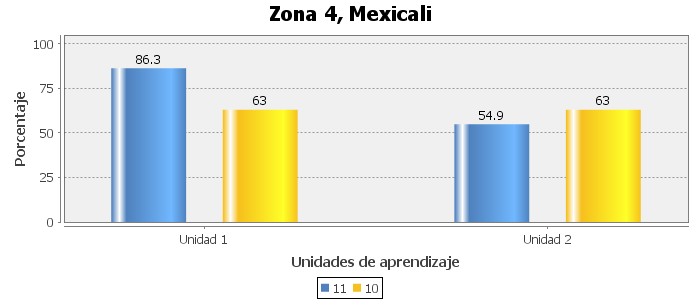 Zona 4, Mexicali
Porcentaje
100
75
50
25
0
86.3
63
54.9
63
Unidad 1
Unidad 2
Unidades de aprendizaje
11 10